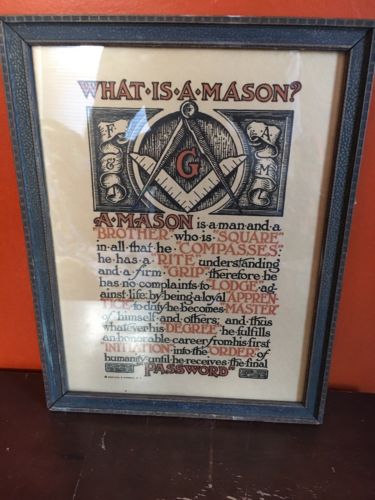 WHAT·IS·A·MASON?
F & A M
G
A·MASON is·a·man·and·a
"BROTHER" who·is "SQUARE"
in·all·that·he "COMPASSES:"
he·has·a "RITE" understanding
and·a·firm "GRIP" therefore·he
has·no·complaints·to "LODGE" ag-
ainst·life: by·being·a·loyal "APPREN-
TICE" to·duty·he·becomes "MASTER"
of·himself·and·others; and·thus
whatever·his "DEGREE" he·fulfills
an·honorable·career·from·his·first
"INITIATION" into·the "ORDER" of
humanity·until·he·receives·the·final
"PASSWORD"